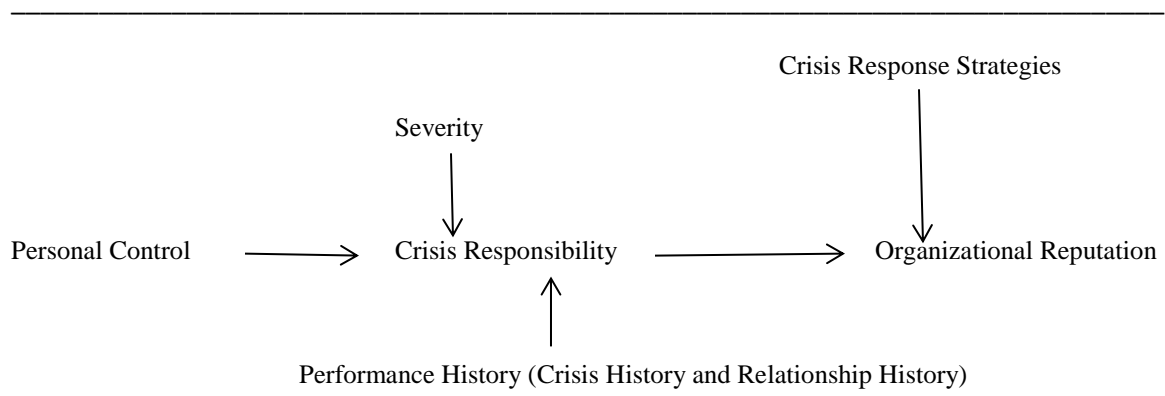 Crisis Response Strategies
Severity
Personal Control Crisis Responsibility Organizational Reputation
Performance History (Crisis History and Relationship History)